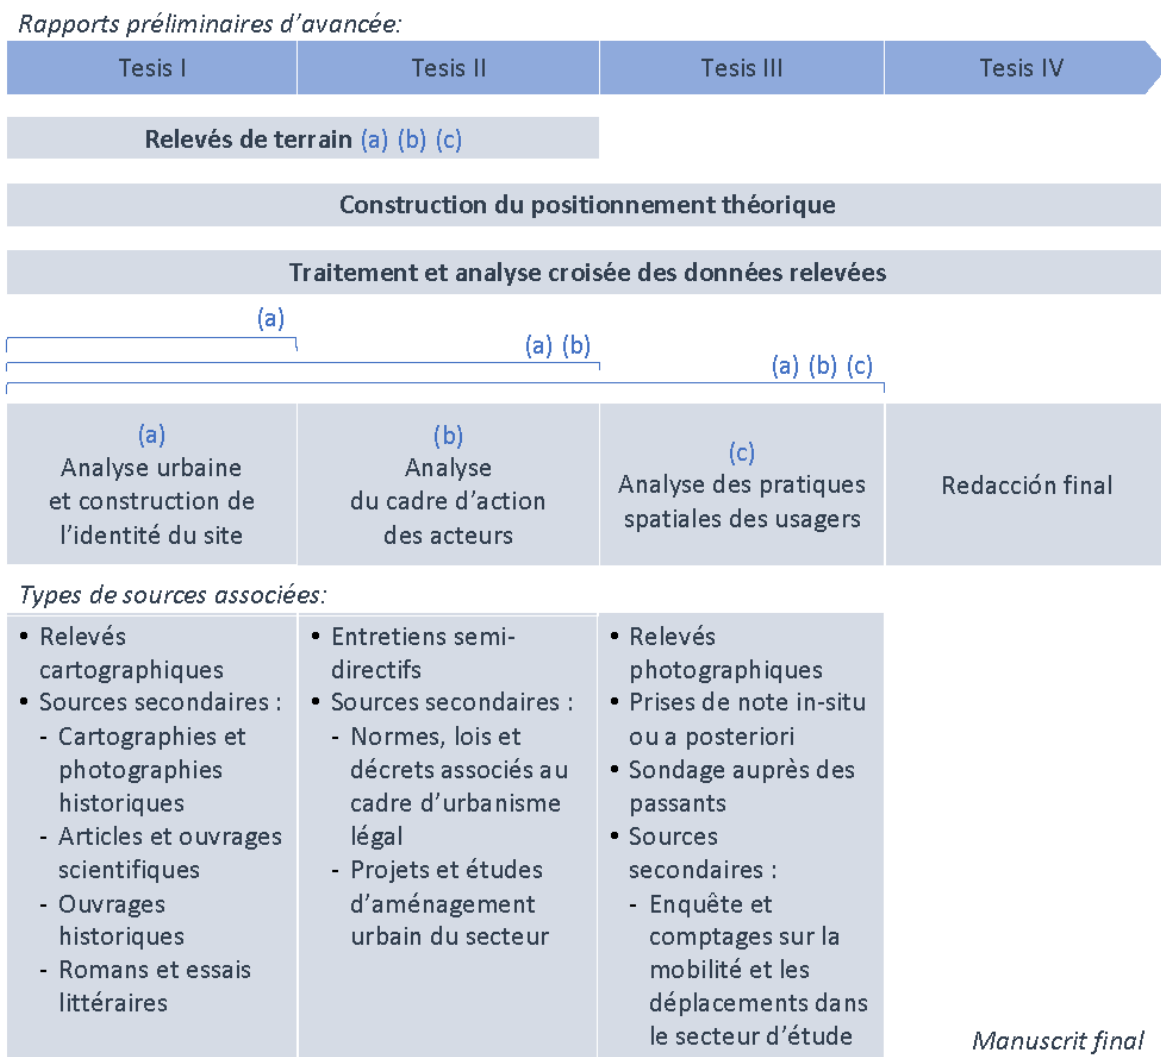 Rapports préliminaires d’avancée:
Tesis I
Tesis II
Tesis III
Tesis IV
Relevés de terrain (a) (b) (c)
Construction du positionnement théorique
Traitement et analyse croisée des données relevées
(a)
(a) (b)
(a) (b) (c)
(a)
Analyse urbaine
et construction de
l’identité du site
(b)
Analyse
du cadre d’action
des acteurs
(c)
Analyse des pratiques
spatiales des usagers
Redacción final
Types de sources associées:
• Relevés
cartographiques
• Sources secondaires :
- Cartographies et
photographies
historiques
- Articles et ouvrages
scientifiques
- Ouvrages
historiques
- Romans et essais
littéraires
• Entretiens semi-
directifs
• Sources secondaires :
- Normes, lois et
décrets associés au
cadre d’urbanisme
légal
- Projets et études
d’aménagement
urbain du secteur
• Relevés
photographiques
• Prises de note in-situ
ou a posteriori
• Sondage auprès des
passants
• Sources
secondaires :
- Enquête et
comptages sur la
mobilité et les
déplacements dans
le secteur d’étude
Manuscrit final